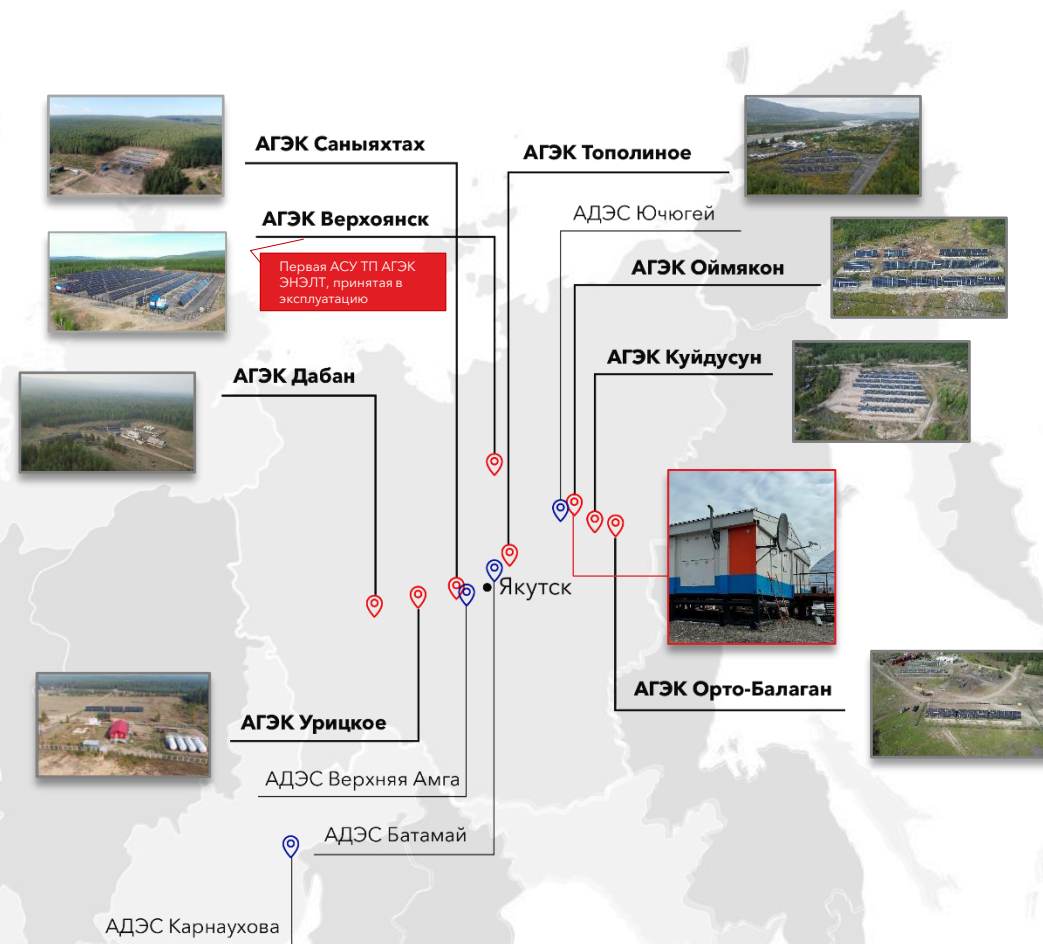 АГЭК Саныяхтах
АГЭК Тополиное
АГЭК Верхоянск
АДЭС Ючюгей
Первая АСУ ТП АГЭК
ЭНЭЛТ, принятая в
эксплуатацию
АГЭК Оймякон
АГЭК Куйдусун
АГЭК Дабан
Якутск
АГЭК Орто-Балаган
АГЭК Урицкое
АДЭС Верхняя Амга
АДЭС Батамай
АДЭС Карнаухова